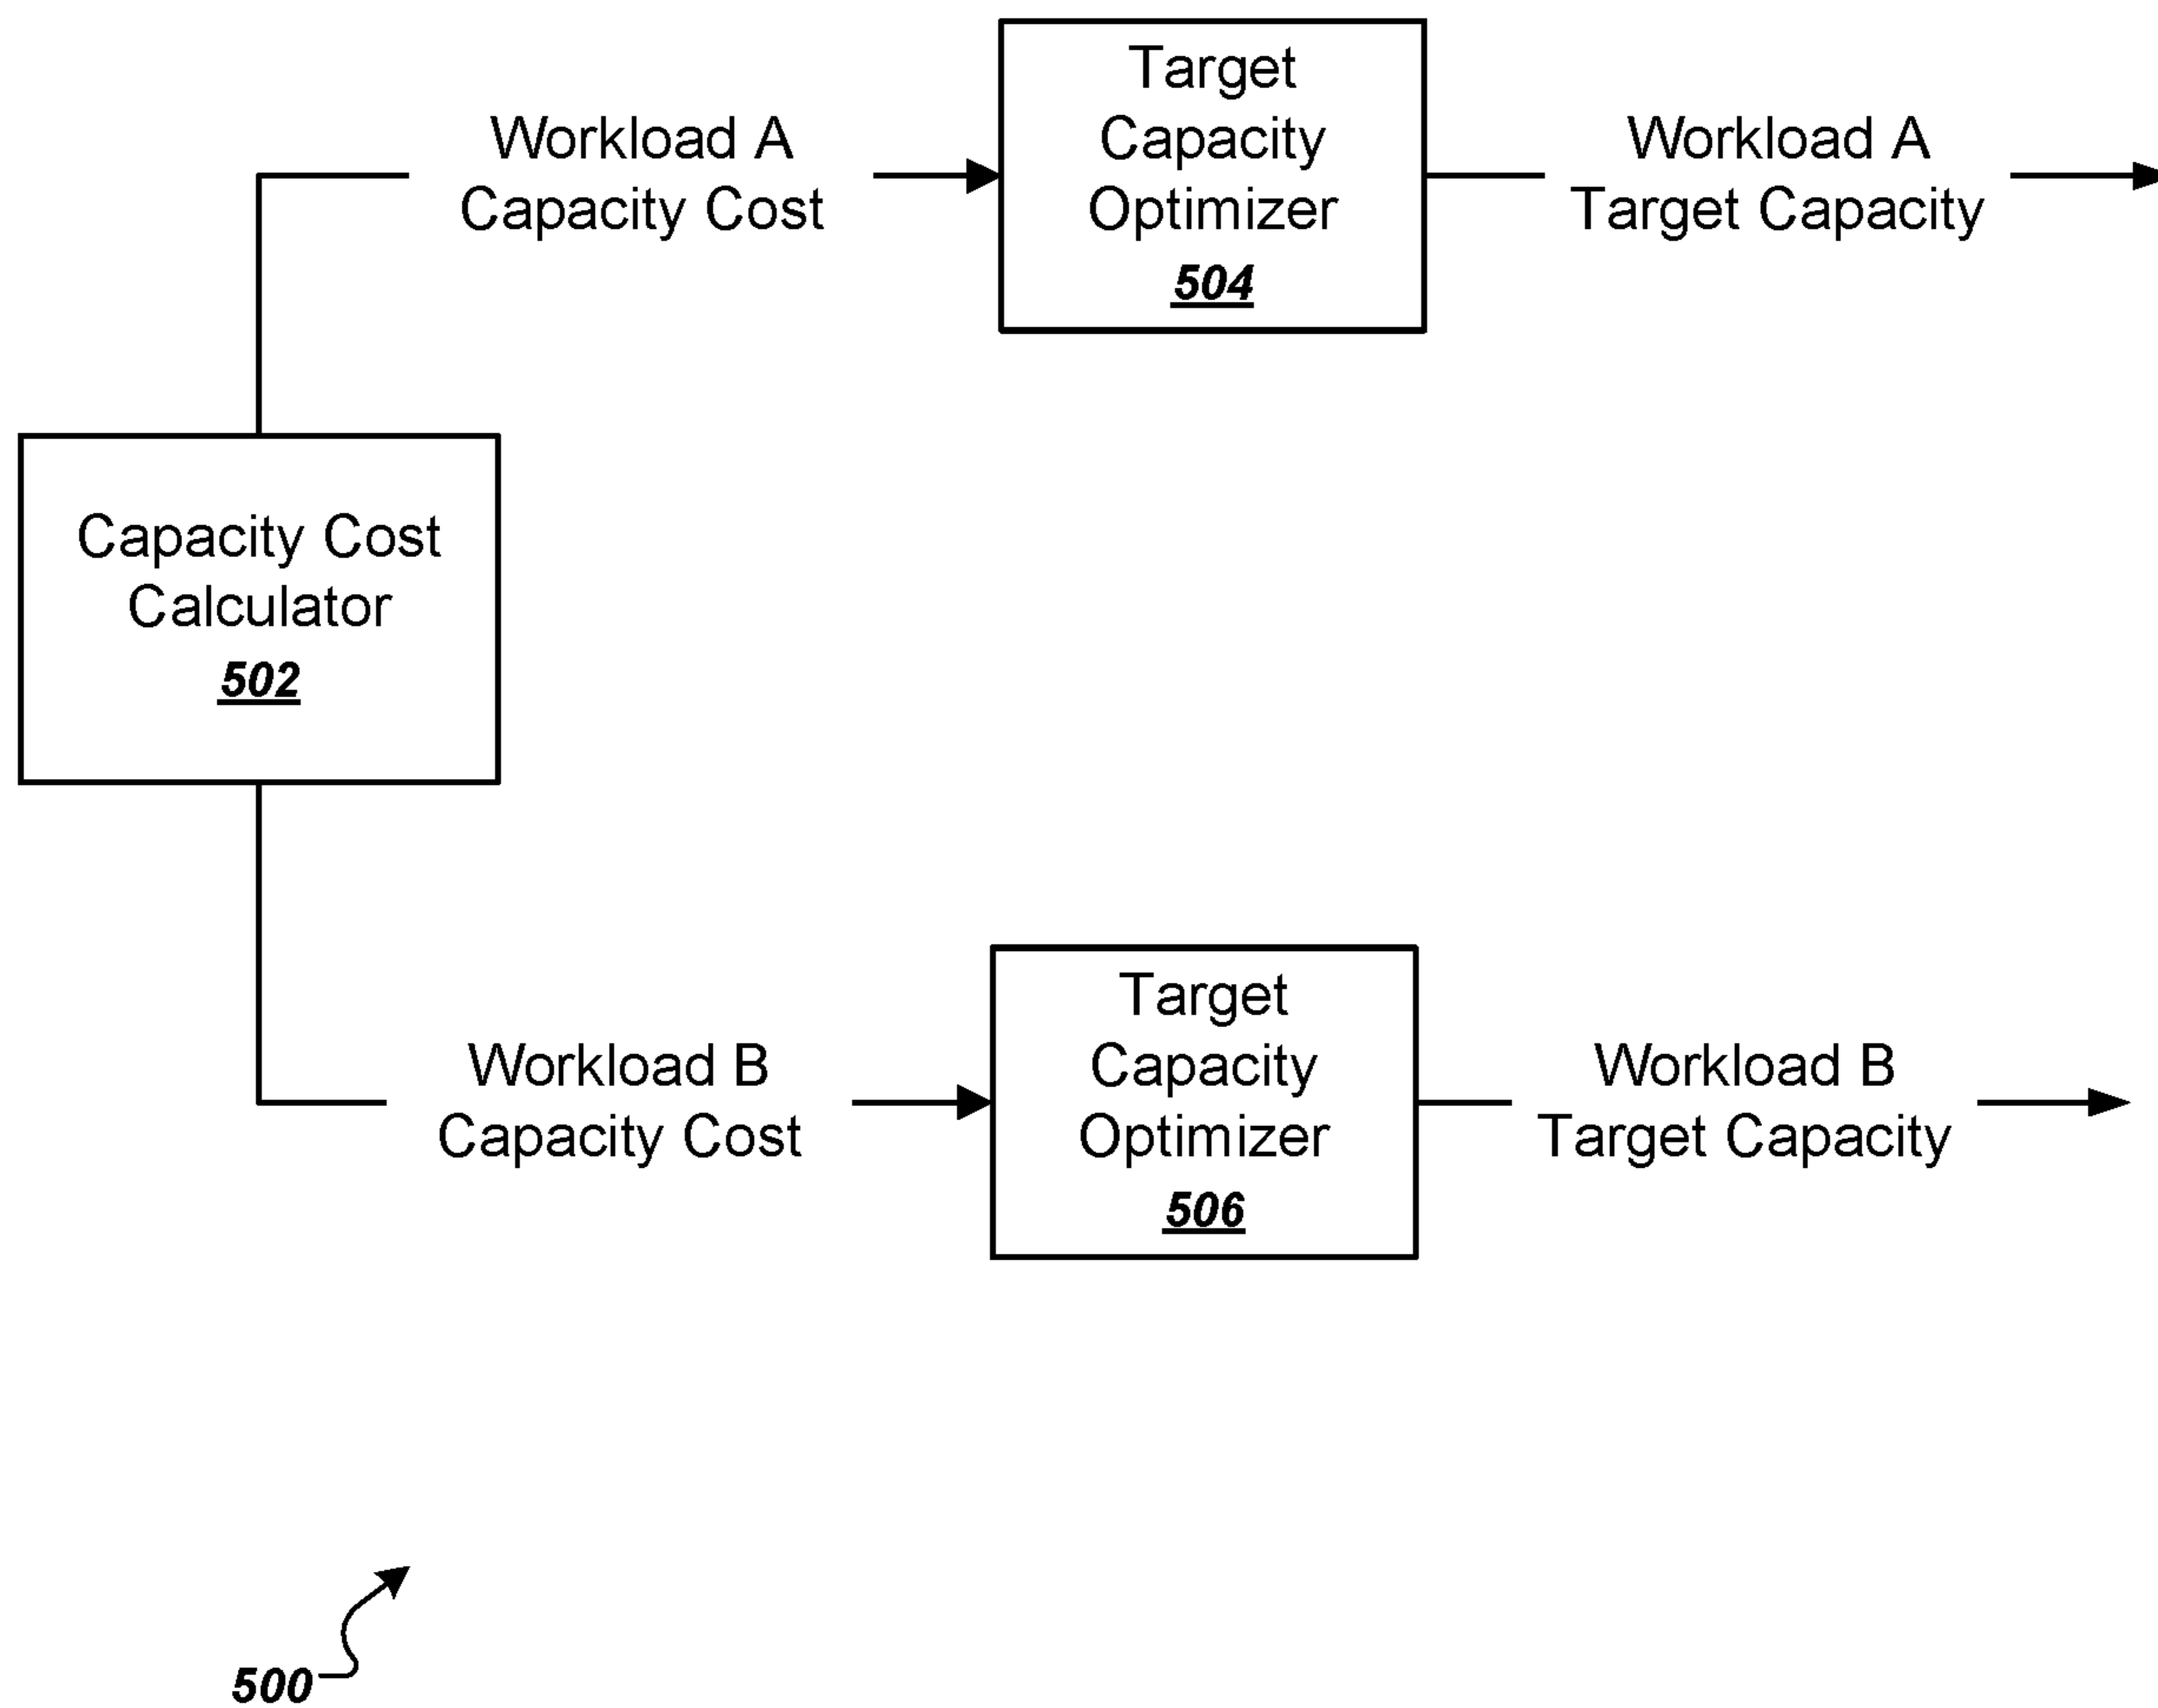 Target
Capacity
Optimizer
504
Workload A
Capacity Cost
Workload A
Target Capacity
Capacity Cost
Calculator
502
Workload B
Capacity Cost
Target
Capacity
Optimizer
506
Workload B
Target Capacity
500